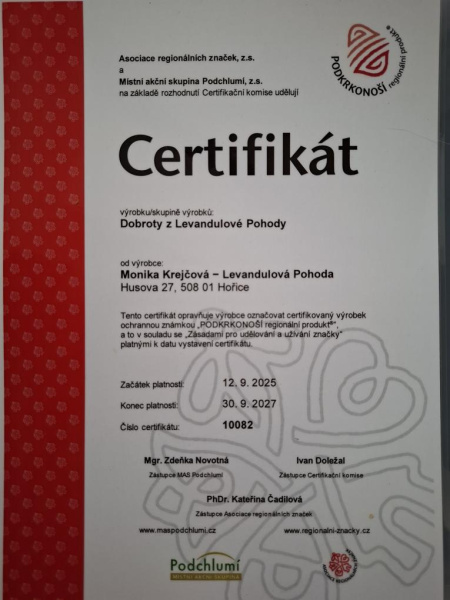 Asociace regionálních značek, z.s.
a
Místní akční skupina Podchlumí, z.s.
na základě rozhodnutí Certifikační komise udělují
PODKRKONOŠÍ regionální produkt®
Certifikát
výrobku/skupině výrobků:
Dobroty z Levandulové Pohody
od výrobce:
Monika Krejčová – Levandulová Pohoda
Husova 27, 508 01 Hořice
Tento certifikát opravňuje výrobce označovat certifikovaný výrobek
ochrannou známkou „PODKRKONOŠÍ regionální produkt®“,
a to v souladu se „Zásadami pro udělování a užívání značky“
platnými k datu vystavení certifikátu.
Začátek platnosti: 12. 9. 2025
Konec platnosti: 30. 9. 2027
Číslo certifikátu: 10082
Mgr. Zdeňka Novotná Ivan Doležal
Zástupce MAS Podchlumí Zástupce Certifikační komise
PhDr. Kateřina Čadilová
Zástupce Asociace regionálních značek
www.maspodchlumi.cz www.regionalni-znacky.cz
Podchlumí
MÍSTNÍ AKČNÍ SKUPINA